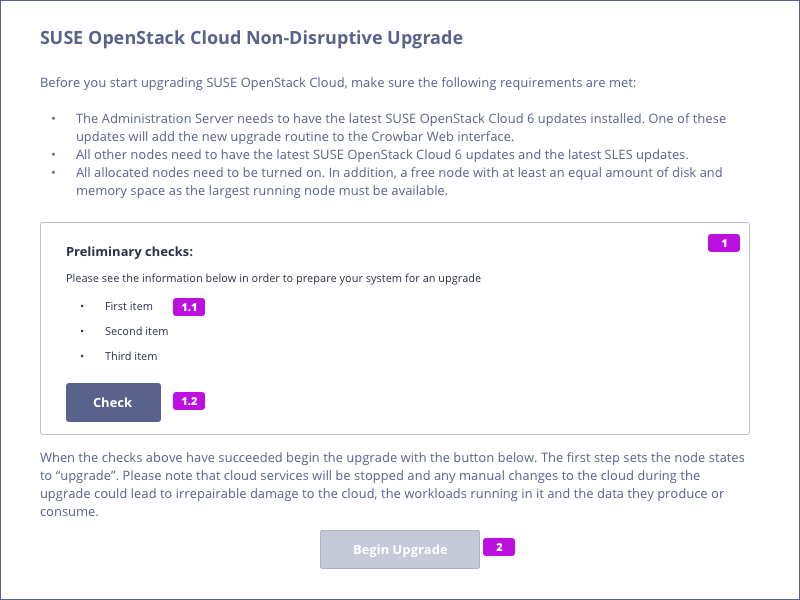 SUSE OpenStack Cloud Non-Disruptive Upgrade
Before you start upgrading SUSE OpenStack Cloud, make sure the following requirements are met:
• The Administration Server needs to have the latest SUSE OpenStack Cloud 6 updates installed. One of these
updates will add the new upgrade routine to the Crowbar Web interface.
• All other nodes need to have the latest SUSE OpenStack Cloud 6 updates and the latest SLES updates.
• All allocated nodes need to be turned on. In addition, a free node with at least an equal amount of disk and
memory space as the largest running node must be available.
1
Preliminary checks:
Please see the information below in order to prepare your system for an upgrade
• First item 1.1
• Second item
• Third item
Check 1.2
When the checks above have succeeded begin the upgrade with the button below. The first step sets the node states
to “upgrade”. Please note that cloud services will be stopped and any manual changes to the cloud during the
upgrade could lead to irrepairable damage to the cloud, the workloads running in it and the data they produce or
consume.
Begin Upgrade 2